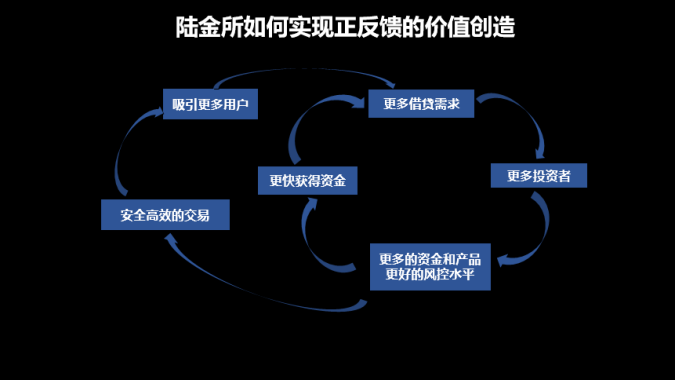 陆金所如何实现正反馈的价值创造
吸引更多用户
更多借贷需求
更快获得资金
更多投资者
安全高效的交易
更多的资金和产品
更好的风控水平